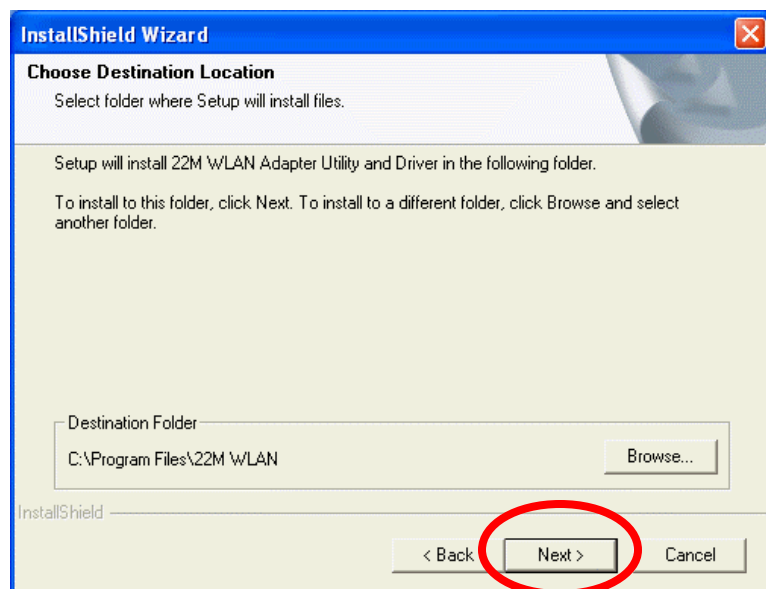 InstallShield Wizard
Choose Destination Location
Select folder where Setup will install files.
Setup will install 22M WLAN Adapter Utility and Driver in the following folder.
To install to this folder, click Next. To install to a different folder, click Browse and select
another folder.
Destination Folder
C:\Program Files\22M WLAN
Browse...
InstallShield
< Back
Next >
Cancel